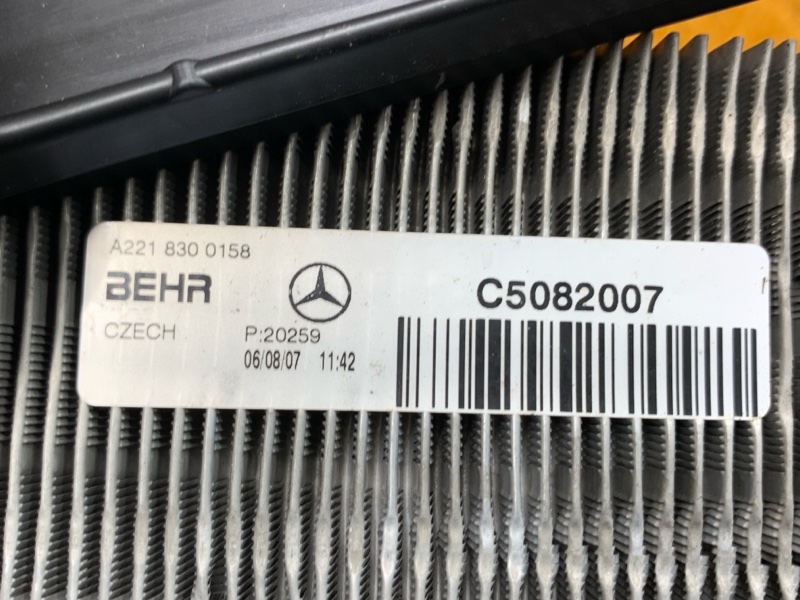 A221 830 0158
BEHR
C5082007
CZECH P:20259
06/08/07 11:42